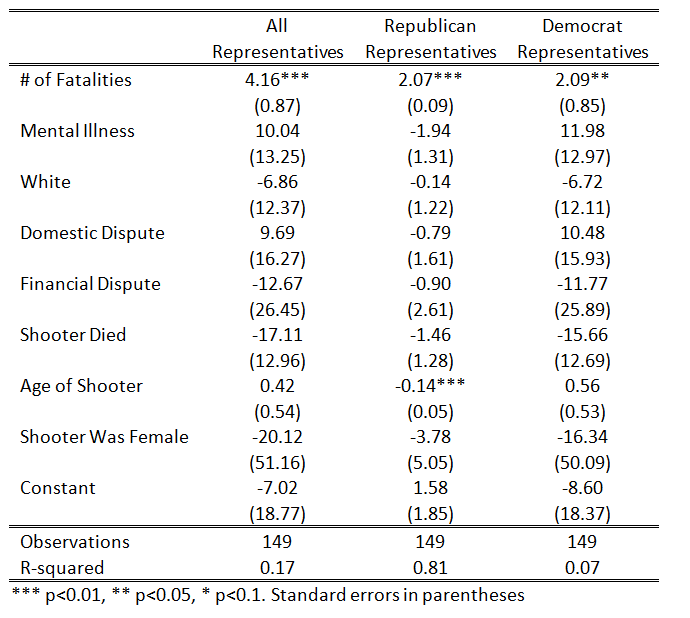 All Republican Democrat
Representatives Representatives Representatives
# of Fatalities 4.16*** 2.07*** 2.09**
(0.87) (0.09) (0.85)
Mental Illness 10.04 -1.94 11.98
(13.25) (1.31) (12.97)
White -6.86 -0.14 -6.72
(12.37) (1.22) (12.11)
Domestic Dispute 9.69 -0.79 10.48
(16.27) (1.61) (15.93)
Financial Dispute -12.67 -0.90 -11.77
(26.45) (2.61) (25.89)
Shooter Died -17.11 -1.46 -15.66
(12.96) (1.28) (12.69)
Age of Shooter 0.42 -0.14*** 0.56
(0.54) (0.05) (0.53)
Shooter Was Female -20.12 -3.78 -16.34
(51.16) (5.05) (50.09)
Constant -7.02 1.58 -8.60
(18.77) (1.85) (18.37)
Observations 149 149 149
R-squared 0.17 0.81 0.07
*** p<0.01, ** p<0.05, * p<0.1. Standard errors in parentheses